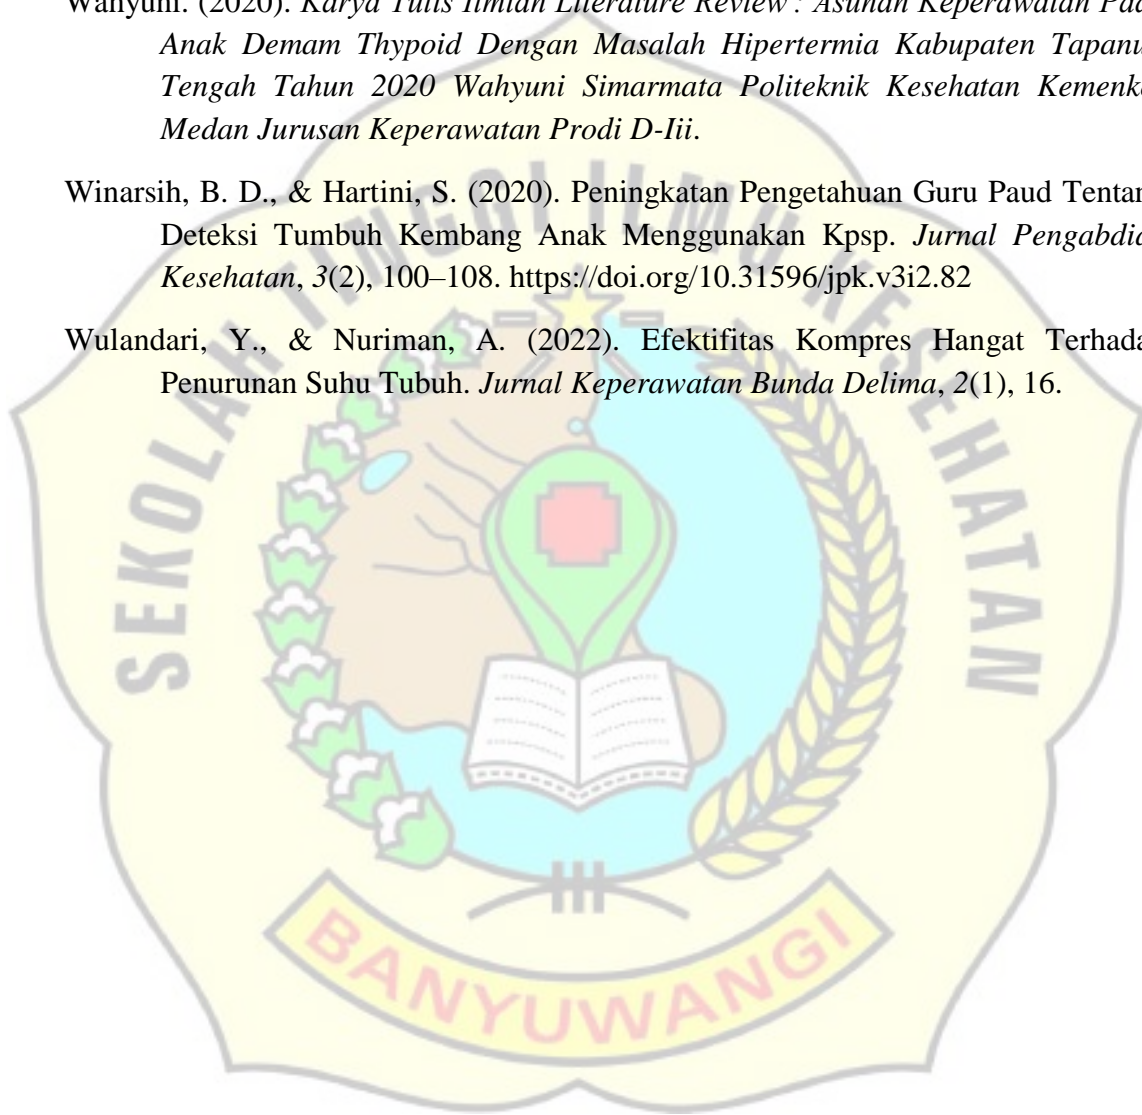 Wahyuni. (2020). Karya Tulis Ilmiah Literature Review : Asuhan Keperawatan Pad
Anak Demam Thypoid Dengan Masalah Hipertermia Kabupaten Tapanu
Tengah Tahun 2020 Wahyuni Simarmata Politeknik Kesehatan Kemenke
Medan Jurusan Keperawatan Prodi D-Iii.
Winarsih, B. D., & Hartini, S. (2020). Peningkatan Pengetahuan Guru Paud Tentan
Deteksi Tumbuh Kembang Anak Menggunakan Kpsp. Jurnal Pengabdia
Kesehatan, 3(2), 100–108. https://doi.org/10.31596/jpk.v3i2.82
Wulandari, Y., & Nuriman, A. (2022). Efektifitas Kompres Hangat Terhada
Penurunan Suhu Tubuh. Jurnal Keperawatan Bunda Delima, 2(1), 16.
SEKOLAH TINGGI ILMU KESEHATAN
BANYUWANGI